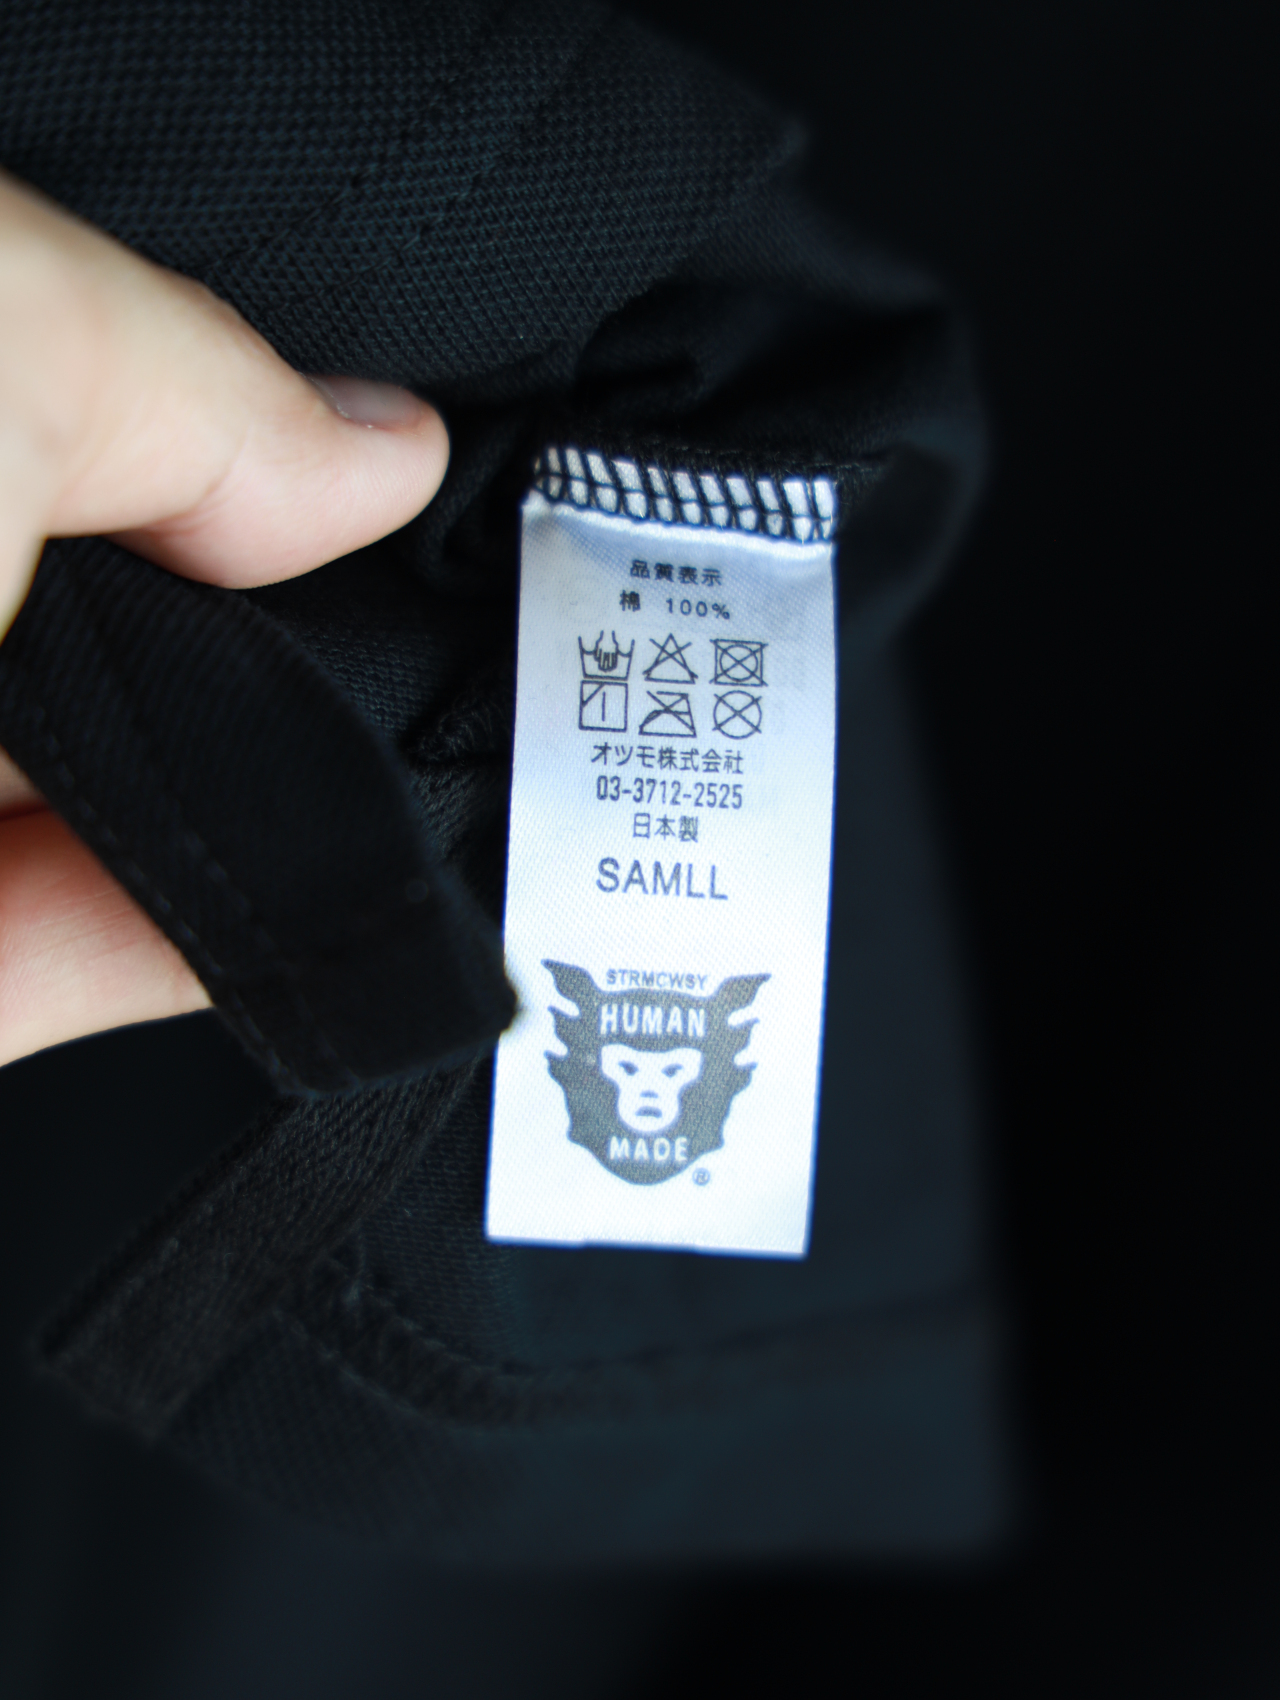 品質表示
棉 100%
オツモ株式会社
03-3712-2525
日本製
SAMLL
STRMCWSY
HUMAN
MADE
®